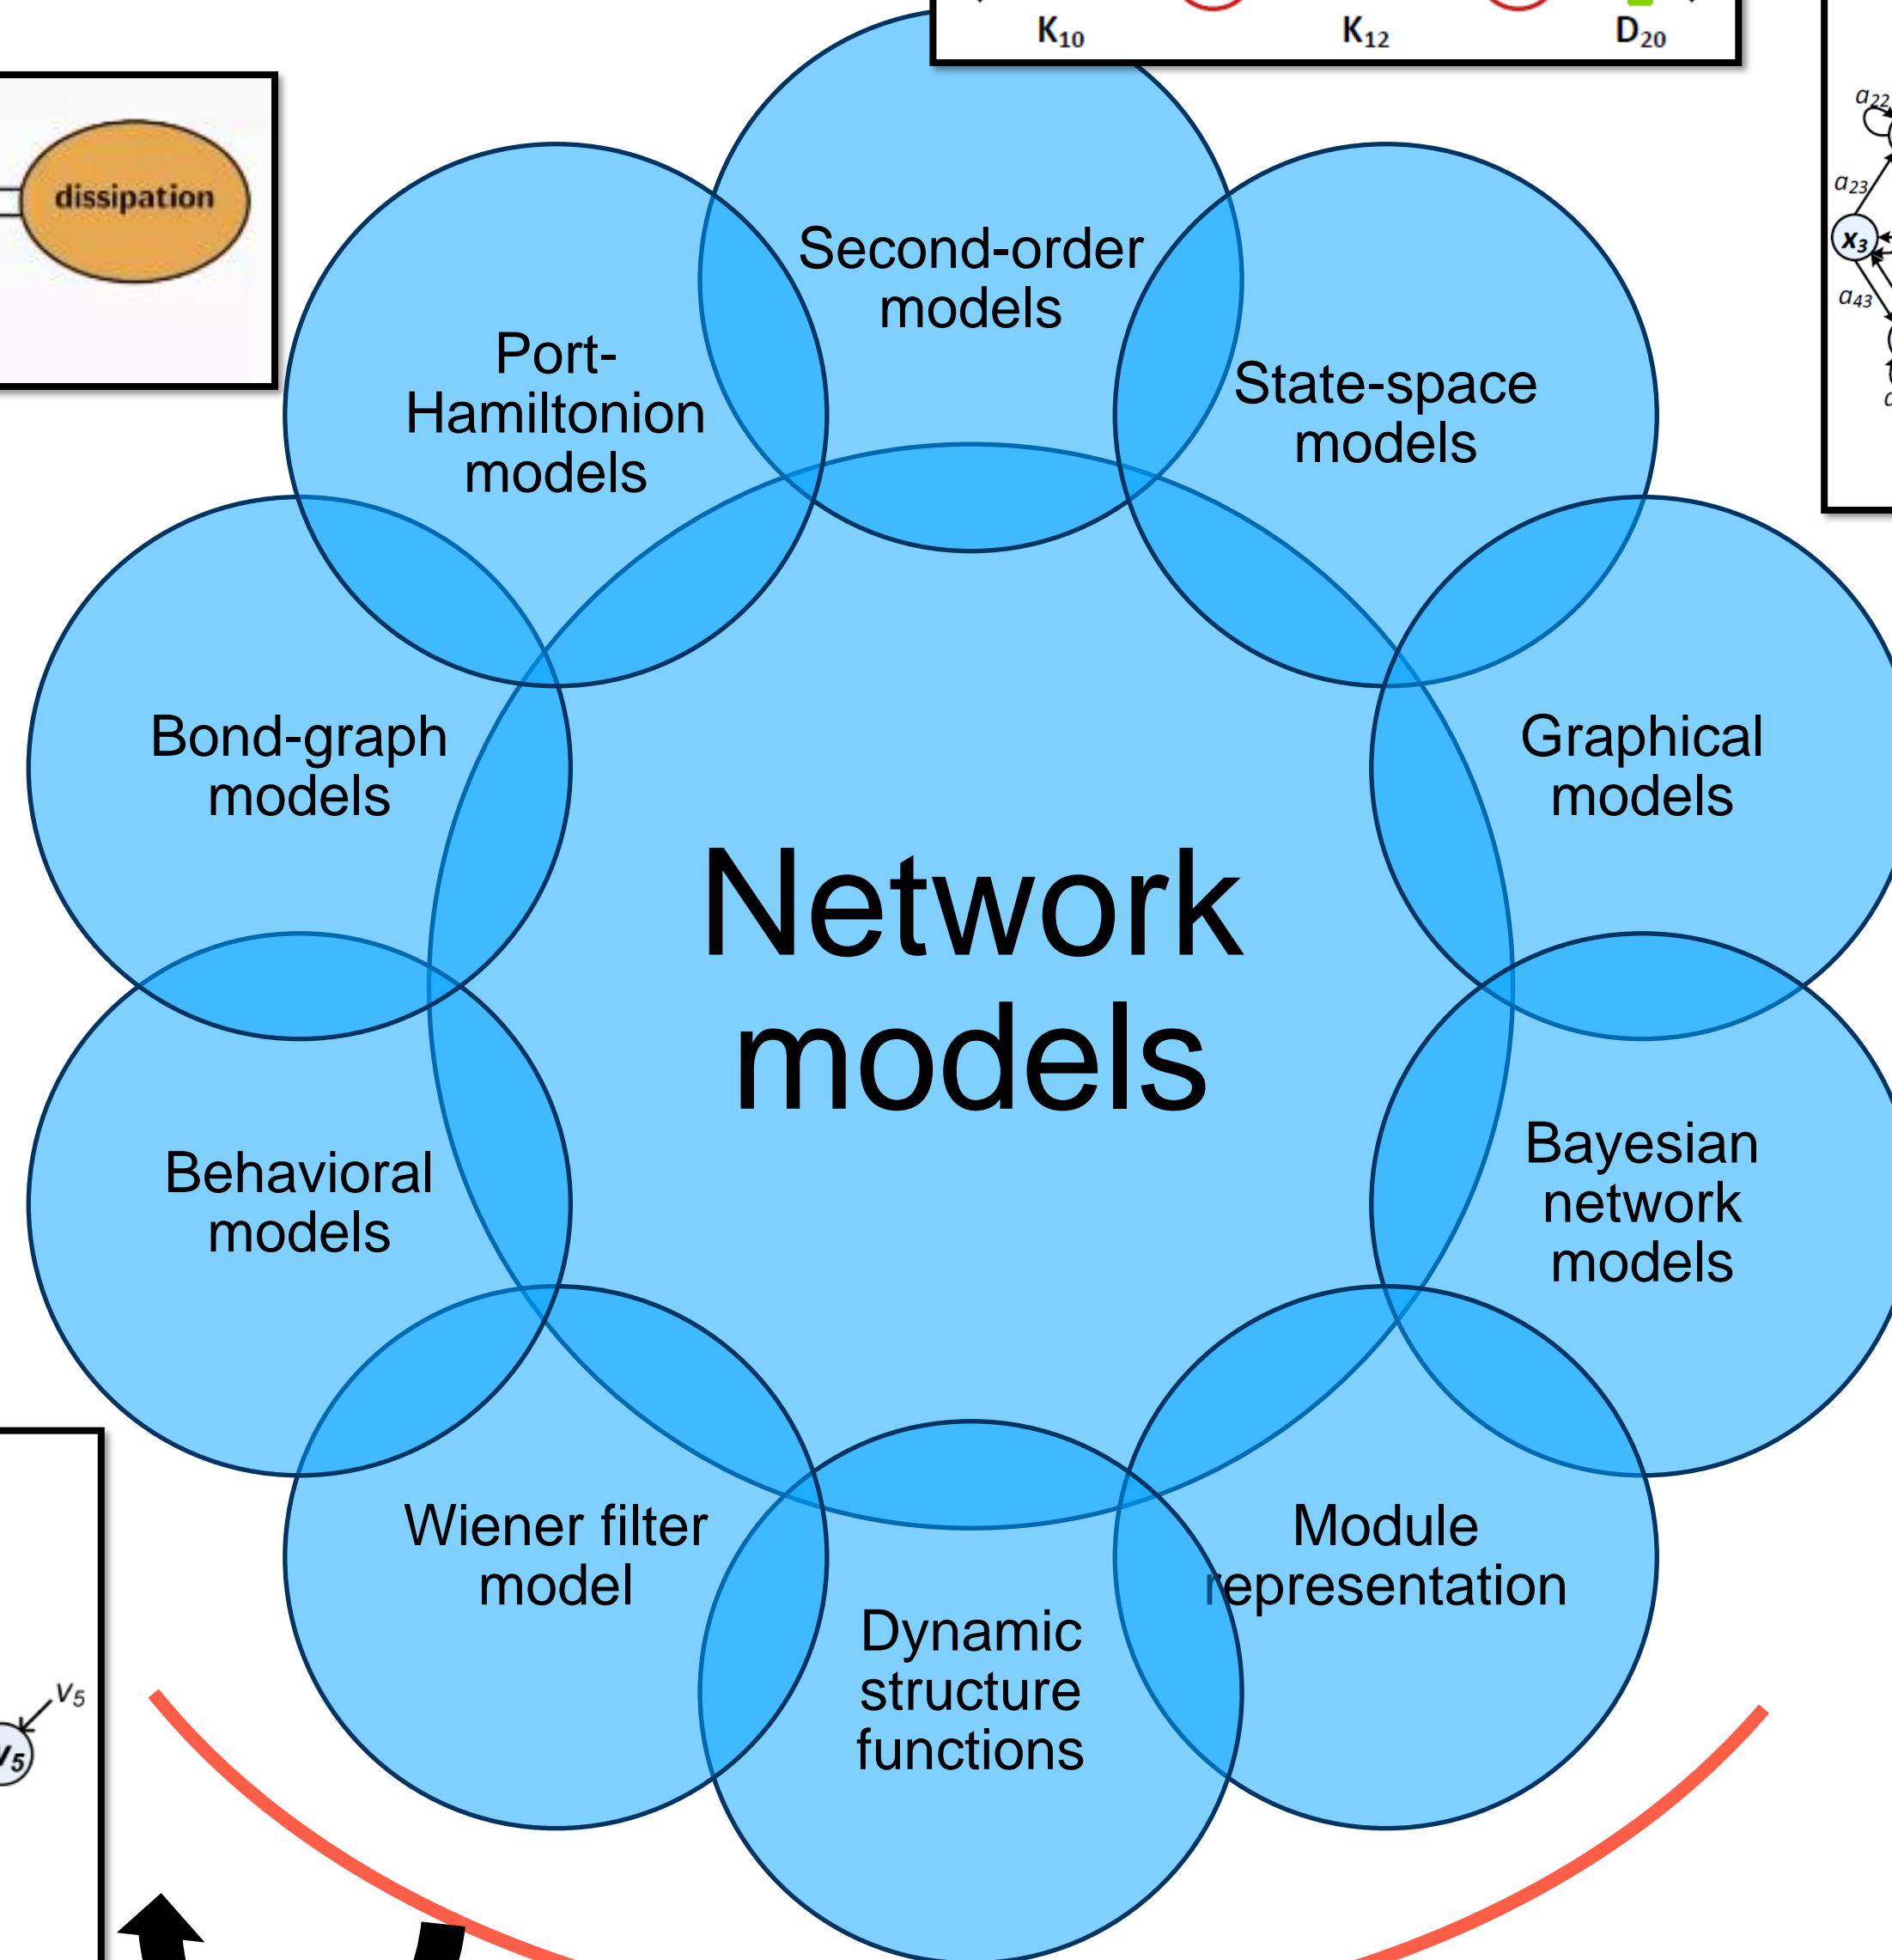 K₁₀ K₁₂ D₂₀
dissipation
a₂₂
a₂₃
x₃
a₄₃
Second-order
models
Port-
Hamiltonion
models
State-space
models
Bond-graph
models
Graphical
models
Network
models
Behavioral
models
Bayesian
network
models
Wiener filter
model
Module
representation
Dynamic
structure
functions
v₅